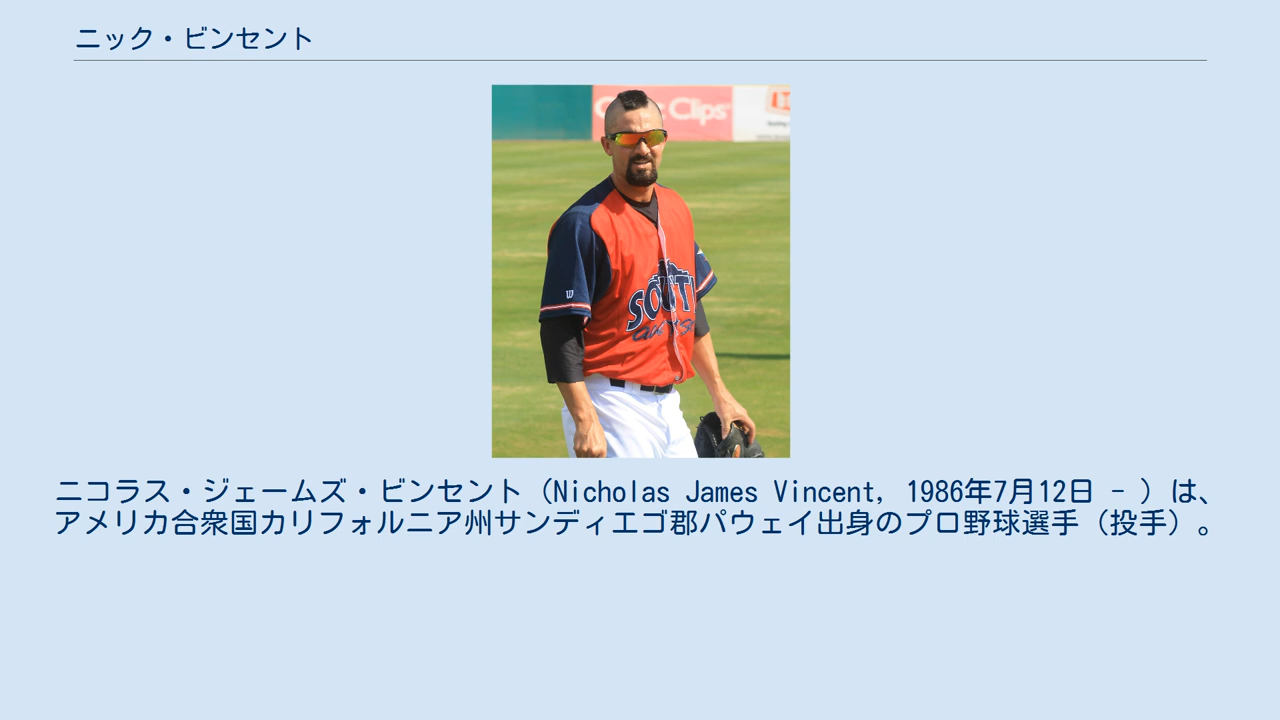 ニック・ビンセント
Clips
ニコラス・ジェームズ・ビンセント（Nicholas James Vincent, 1986年7月12日 - ）は、
アメリカ合衆国カリフォルニア州サンディエゴ郡パウェイ出身のプロ野球選手（投手）。